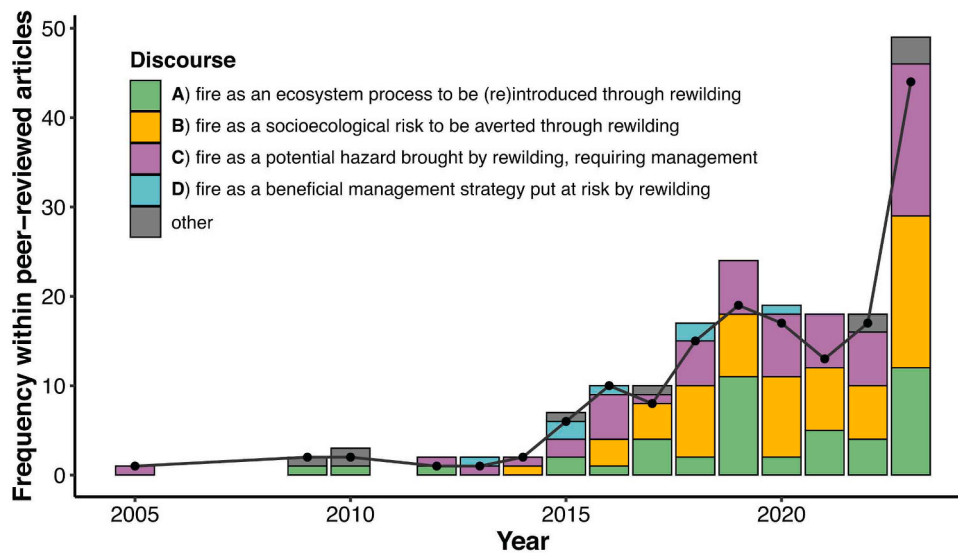 Frequency within peer-reviewed articles
50
40
30
20
10
0
Discourse
A) fire as an ecosystem process to be (re)introduced through rewilding
B) fire as a socioecological risk to be averted through rewilding
C) fire as a potential hazard brought by rewilding, requiring management
D) fire as a beneficial management strategy put at risk by rewilding
other
2005
2010
2015
2020
Year